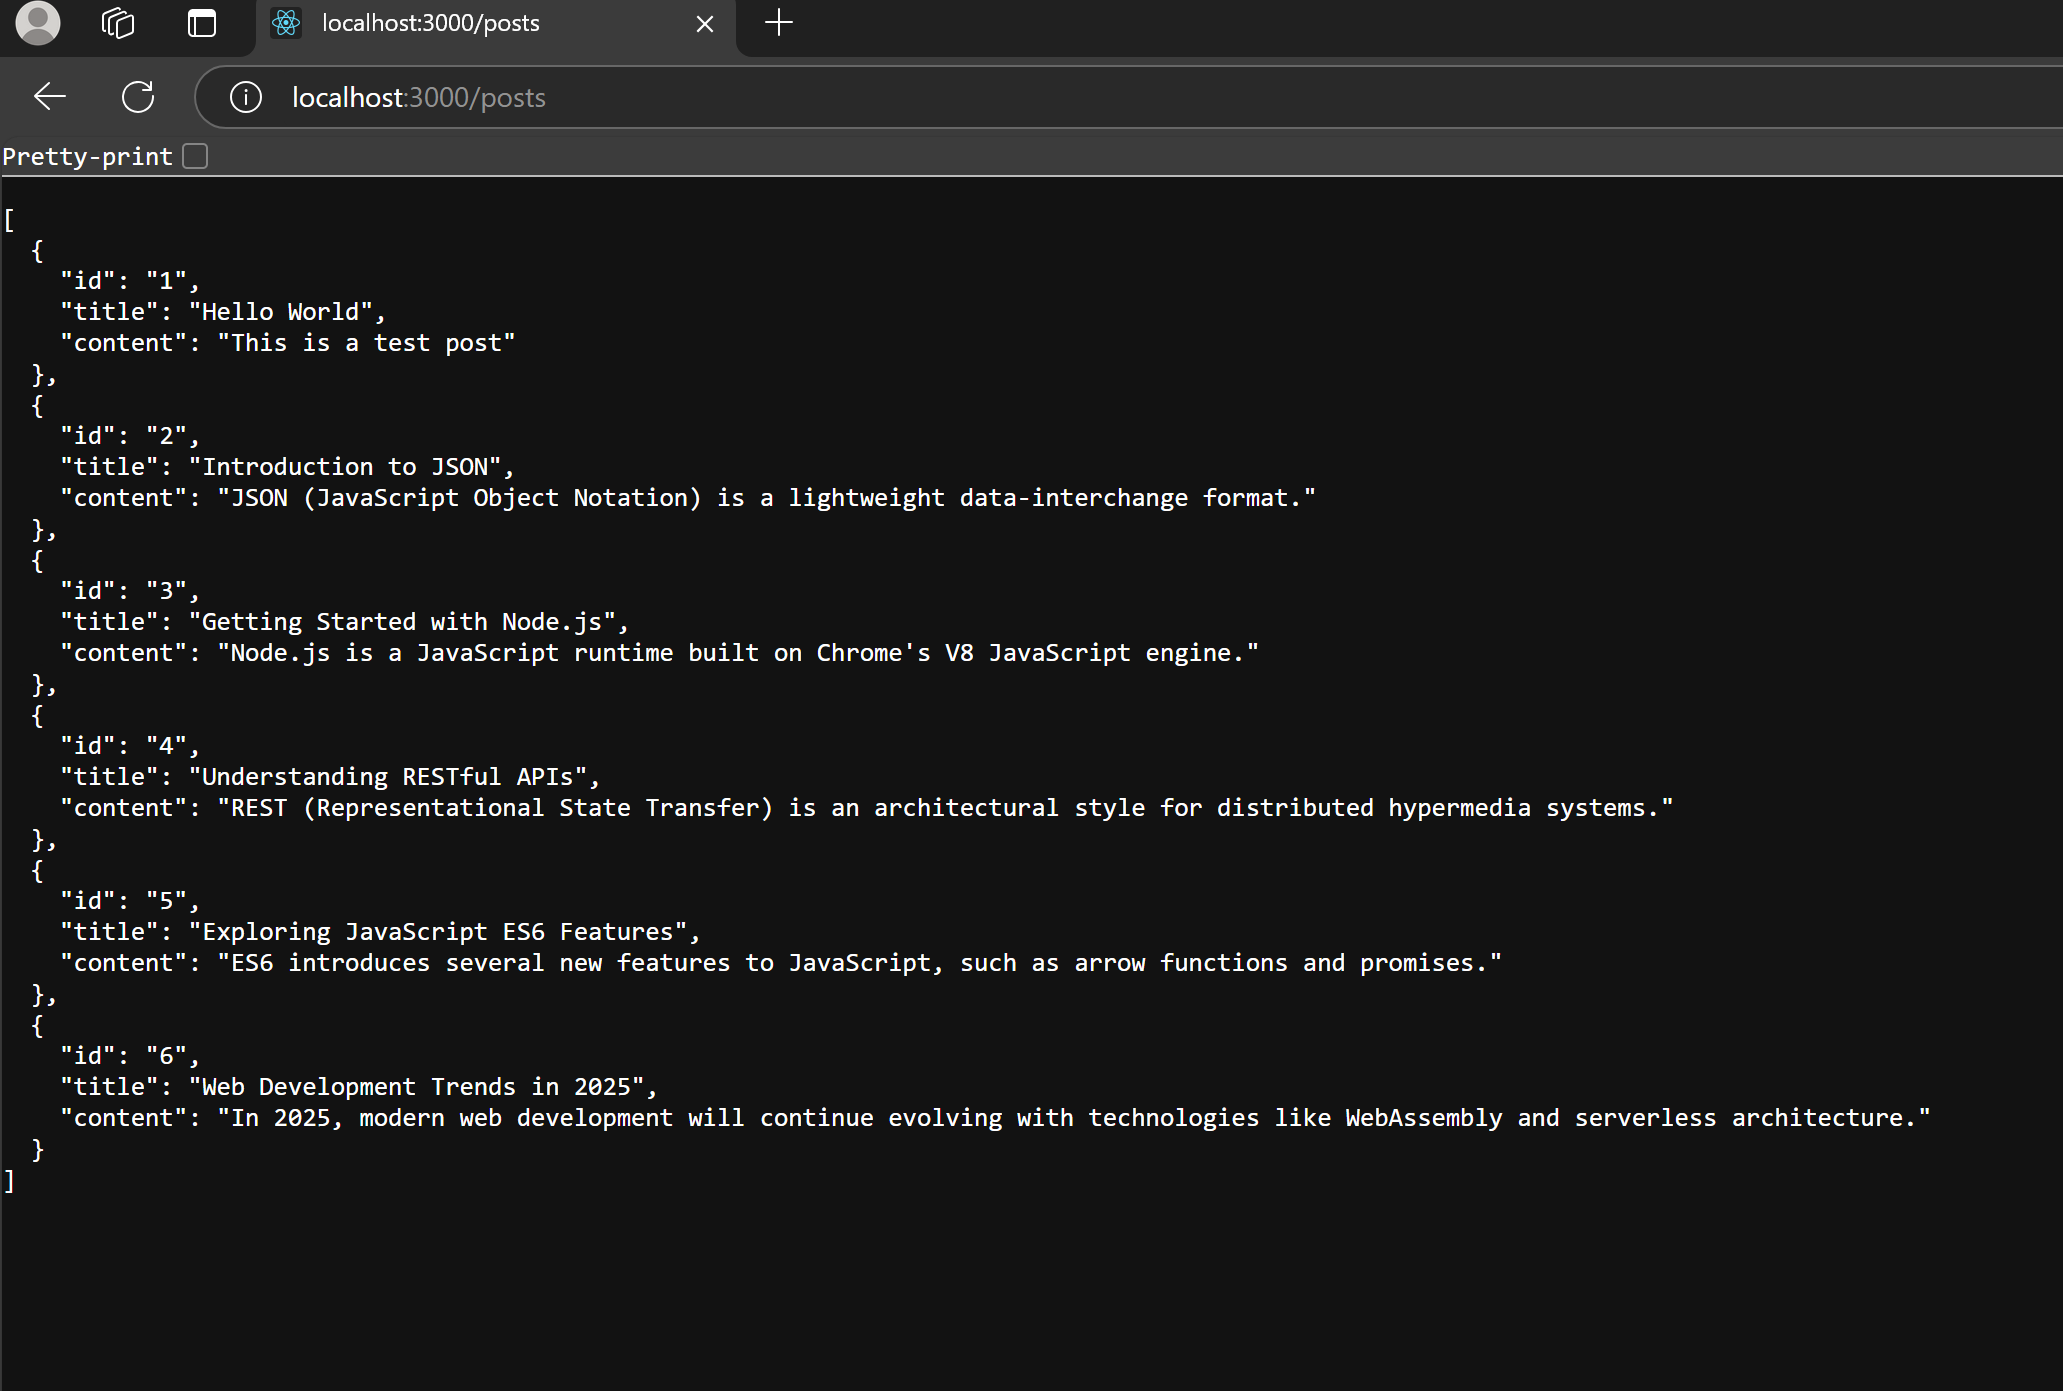 localhost:3000/posts
localhost:3000/posts
Pretty-print
[
  {
    "id": "1",
    "title": "Hello World",
    "content": "This is a test post"
  },
  {
    "id": "2",
    "title": "Introduction to JSON",
    "content": "JSON (JavaScript Object Notation) is a lightweight data-interchange format."
  },
  {
    "id": "3",
    "title": "Getting Started with Node.js",
    "content": "Node.js is a JavaScript runtime built on Chrome's V8 JavaScript engine."
  },
  {
    "id": "4",
    "title": "Understanding RESTful APIs",
    "content": "REST (Representational State Transfer) is an architectural style for distributed hypermedia systems."
  },
  {
    "id": "5",
    "title": "Exploring JavaScript ES6 Features",
    "content": "ES6 introduces several new features to JavaScript, such as arrow functions and promises."
  },
  {
    "id": "6",
    "title": "Web Development Trends in 2025",
    "content": "In 2025, modern web development will continue evolving with technologies like WebAssembly and serverless architecture."
  }
]